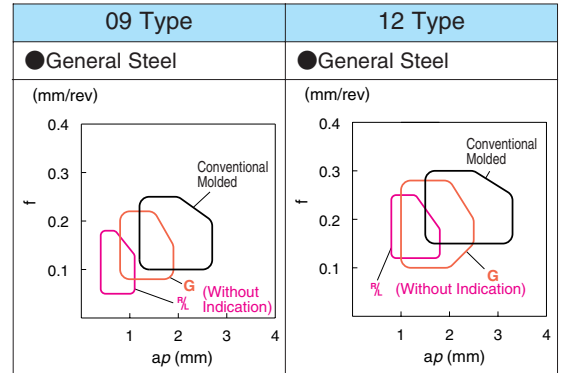 09 Type
12 Type
●General Steel
●General Steel
(mm/rev)
0.4
0.3
0.2
0.1
f
Conventional
Molded
G
R/L (Without
Indication)
1 2 3 4
ap (mm)
(mm/rev)
0.4
0.3
0.2
0.1
f
Conventional
Molded
G
R/L (Without Indication)
1 2 3 4
ap (mm)